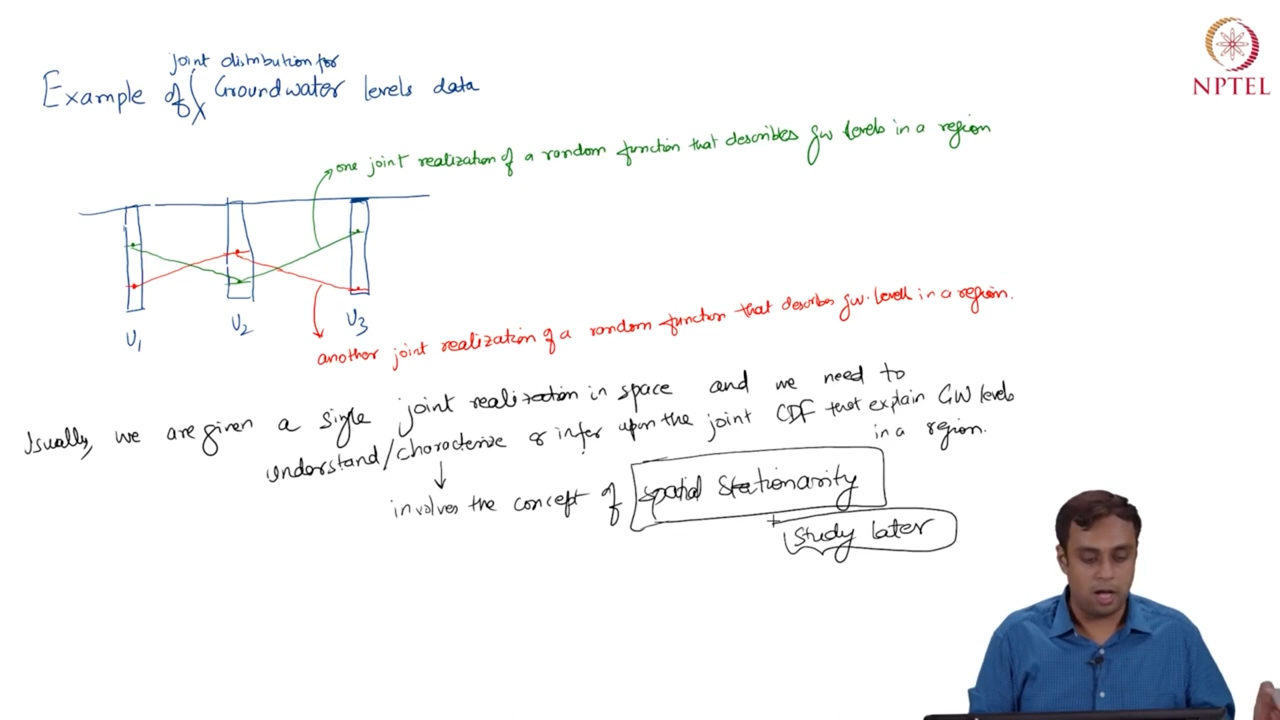 joint distribution for
Example of Groundwater levels data
NPTEL
one joint realization of a random function that describes gw levels in a region
U1 U2 U3
another joint realization of a random function that describes gw. level in a region.
Usually, we are given a single joint realization in space and we need to
understand/characterize or infer upon the joint CDF that explain GW levels
in a region.
involves the concept of spatial stationarity
study later